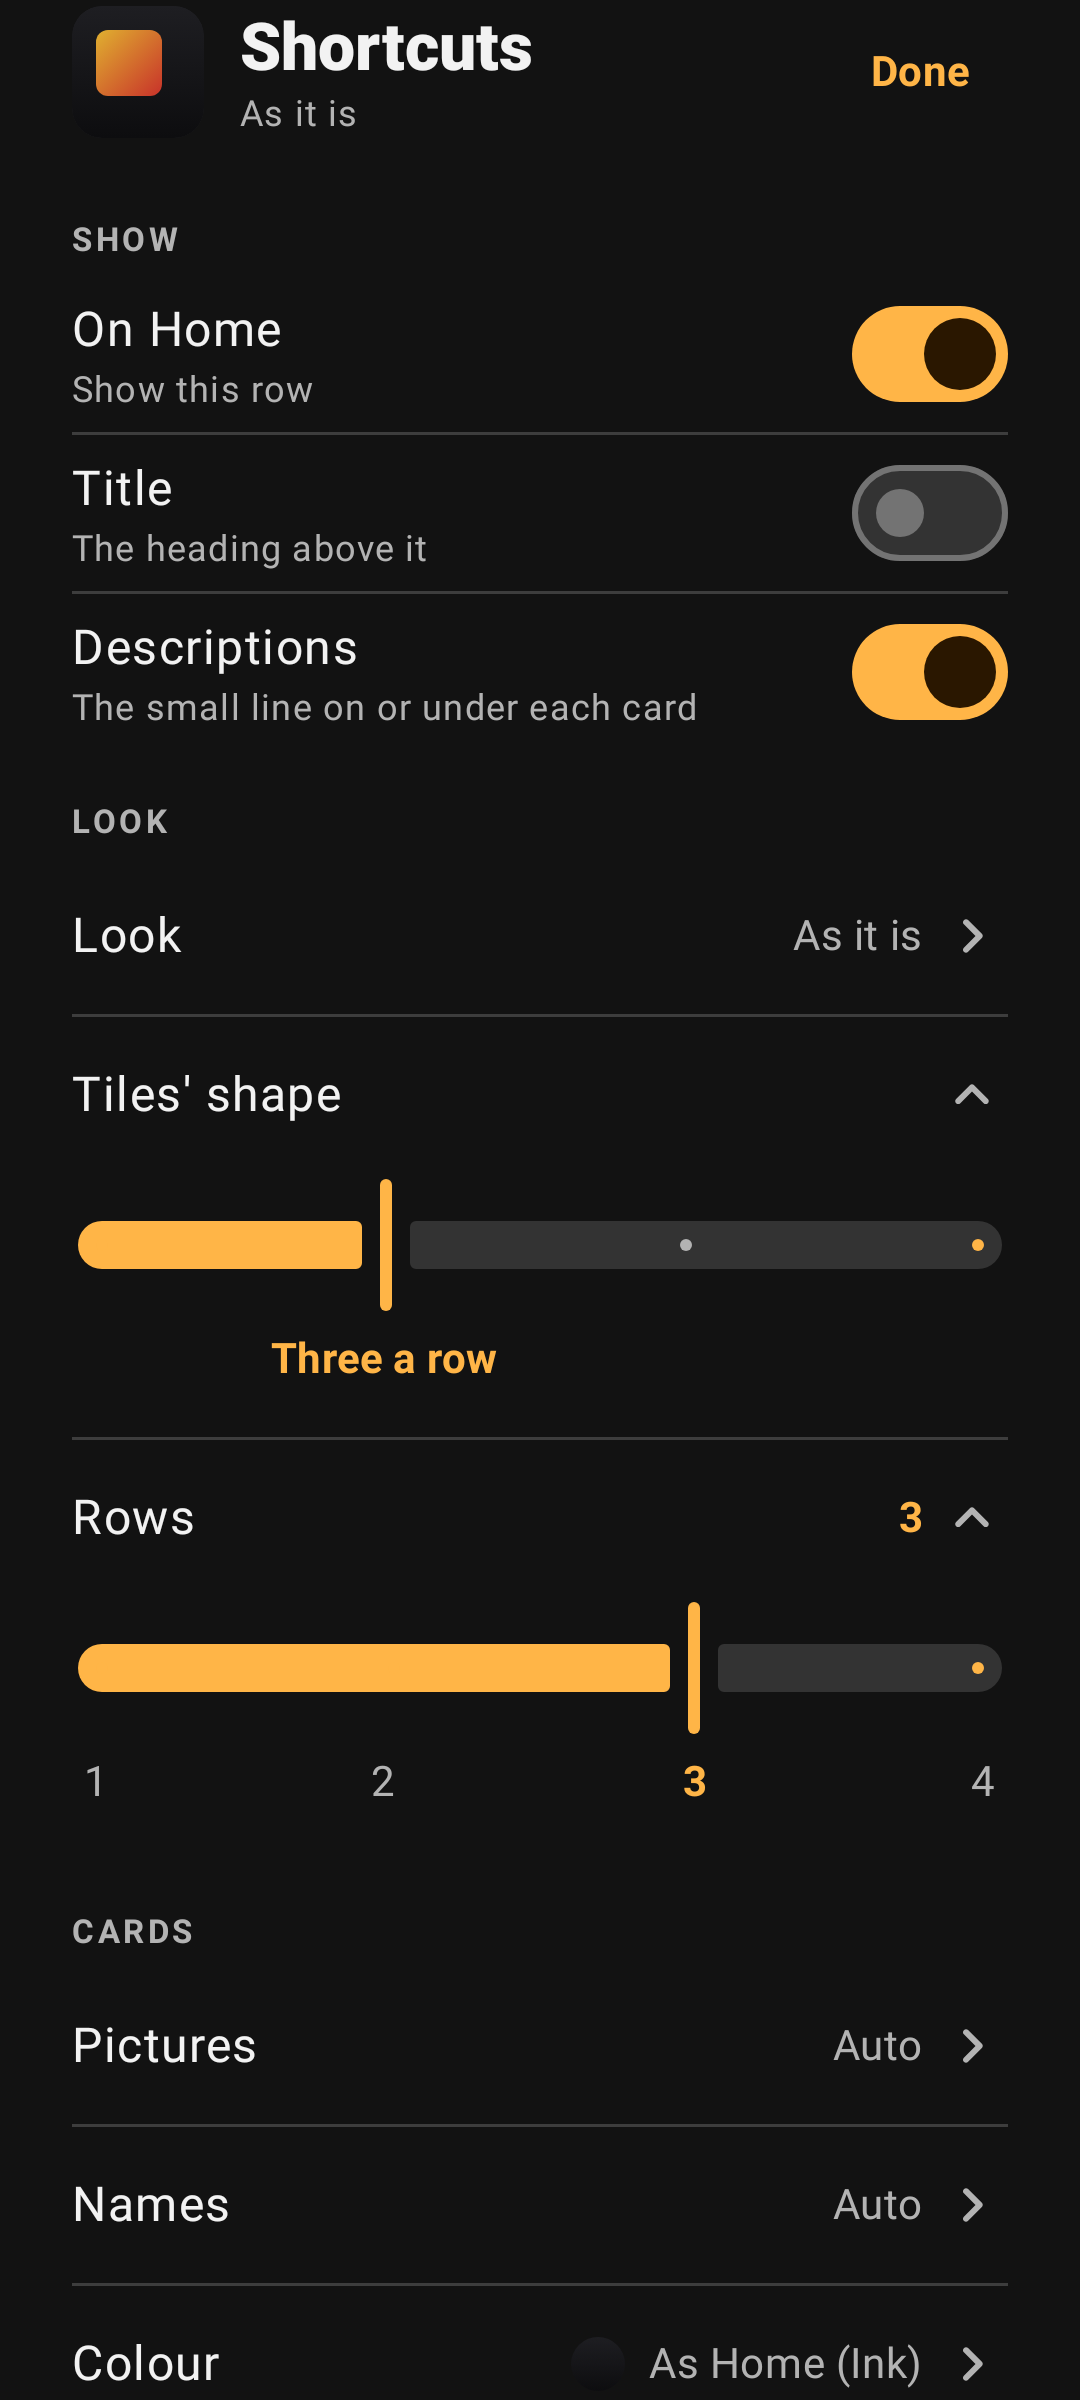 Shortcuts
As it is
Done
SHOW
On Home
Show this row
Title
The heading above it
Descriptions
The small line on or under each card
LOOK
Look
As it is
Tiles' shape
Three a row
Rows
3
1 2 3 4
CARDS
Pictures
Auto
Names
Auto
Colour
As Home (Ink)